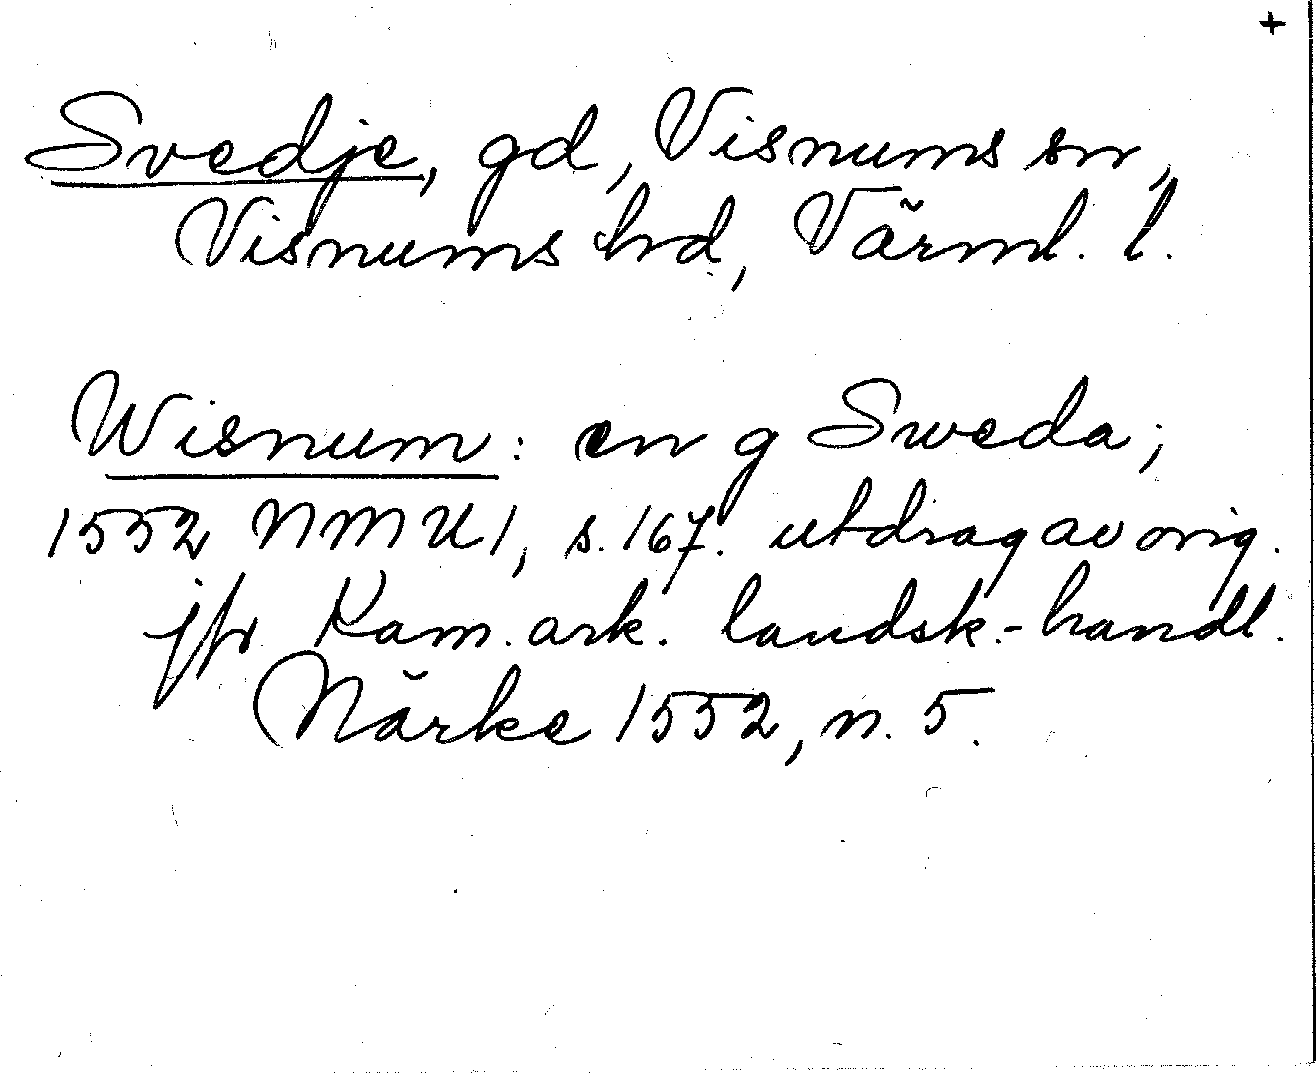 +
Svedje, gd, Visnums sn,
Visnums hd, Värml. l.
Wisnum: en g Sweda;
1552 NMU1, s. 167. utdrag av orig.
jfr Kam. ark. landsk.-handl.
Närke 1552, n. 5.